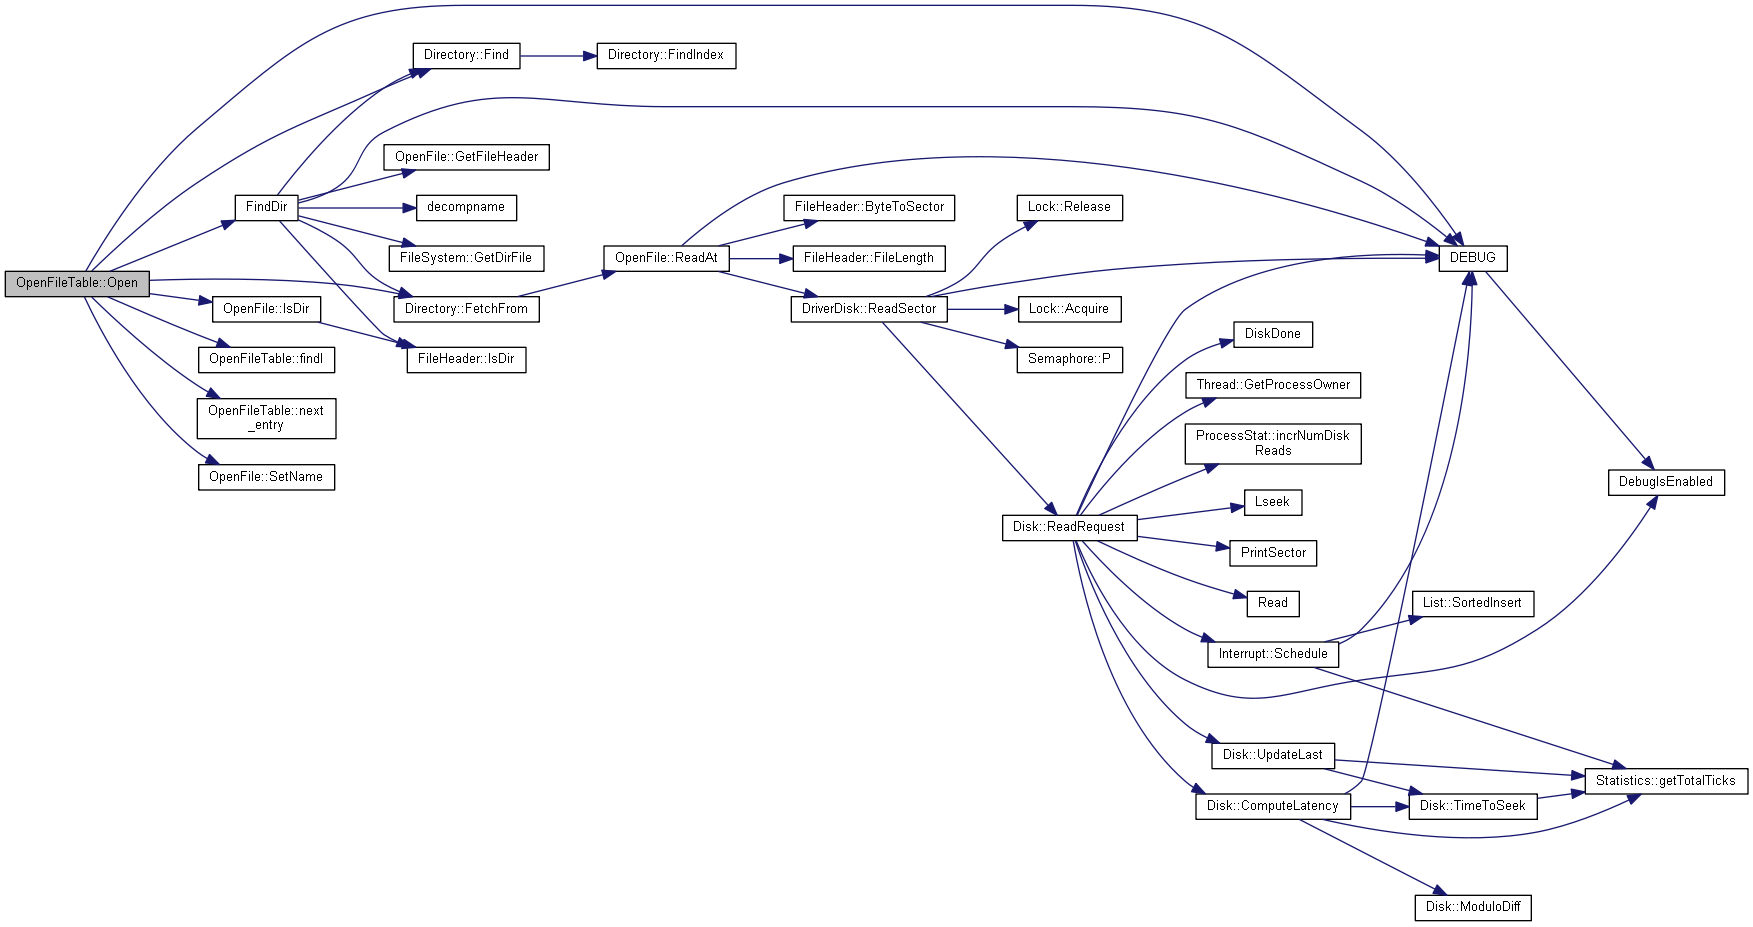 Directory::Find
Directory::FindIndex
OpenFile::GetFileHeader
FindDir
decompname
FileHeader::ByteToSector
Lock::Release
FileSystem::GetDirFile
OpenFile::ReadAt
FileHeader::FileLength
DEBUG
OpenFileTable::Open
OpenFile::IsDir
Directory::FetchFrom
DriverDisk::ReadSector
Lock::Acquire
DiskDone
OpenFileTable::findl
FileHeader::IsDir
Semaphore::P
Thread::GetProcessOwner
OpenFileTable::next
_entry
ProcessStat::incrNumDisk
Reads
OpenFile::SetName
DebugIsEnabled
Lseek
Disk::ReadRequest
PrintSector
Read
List::SortedInsert
Interrupt::Schedule
Disk::UpdateLast
Statistics::getTotalTicks
Disk::ComputeLatency
Disk::TimeToSeek
Disk::ModuloDiff